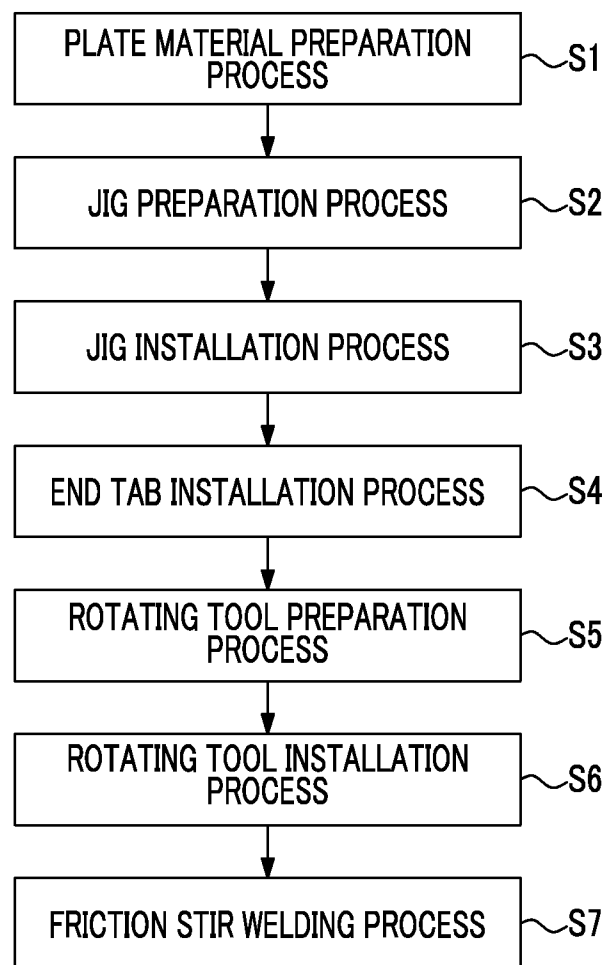 PLATE MATERIAL PREPARATION
PROCESS
S1
JIG PREPARATION PROCESS
S2
JIG INSTALLATION PROCESS
S3
END TAB INSTALLATION PROCESS
S4
ROTATING TOOL PREPARATION
PROCESS
S5
ROTATING TOOL INSTALLATION
PROCESS
S6
FRICTION STIR WELDING PROCESS
S7